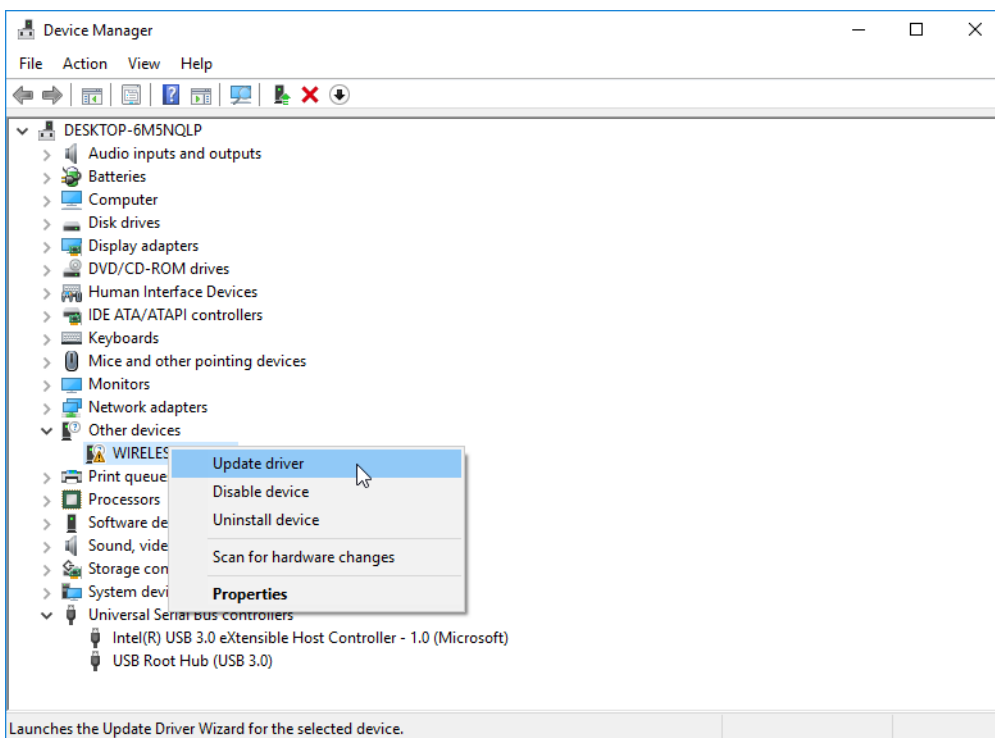 Device Manager
File Action View Help
DESKTOP-6M5NQLP
Audio inputs and outputs
Batteries
Computer
Disk drives
Display adapters
DVD/CD-ROM drives
Human Interface Devices
IDE ATA/ATAPI controllers
Keyboards
Mice and other pointing devices
Monitors
Network adapters
Other devices
WIRELES
Update driver
Disable device
Uninstall device
Scan for hardware changes
Properties
Print queue
Processors
Software de
Sound, vide
Storage con
System devi
Universal Serial Bus controllers
Intel(R) USB 3.0 eXtensible Host Controller - 1.0 (Microsoft)
USB Root Hub (USB 3.0)
Launches the Update Driver Wizard for the selected device.